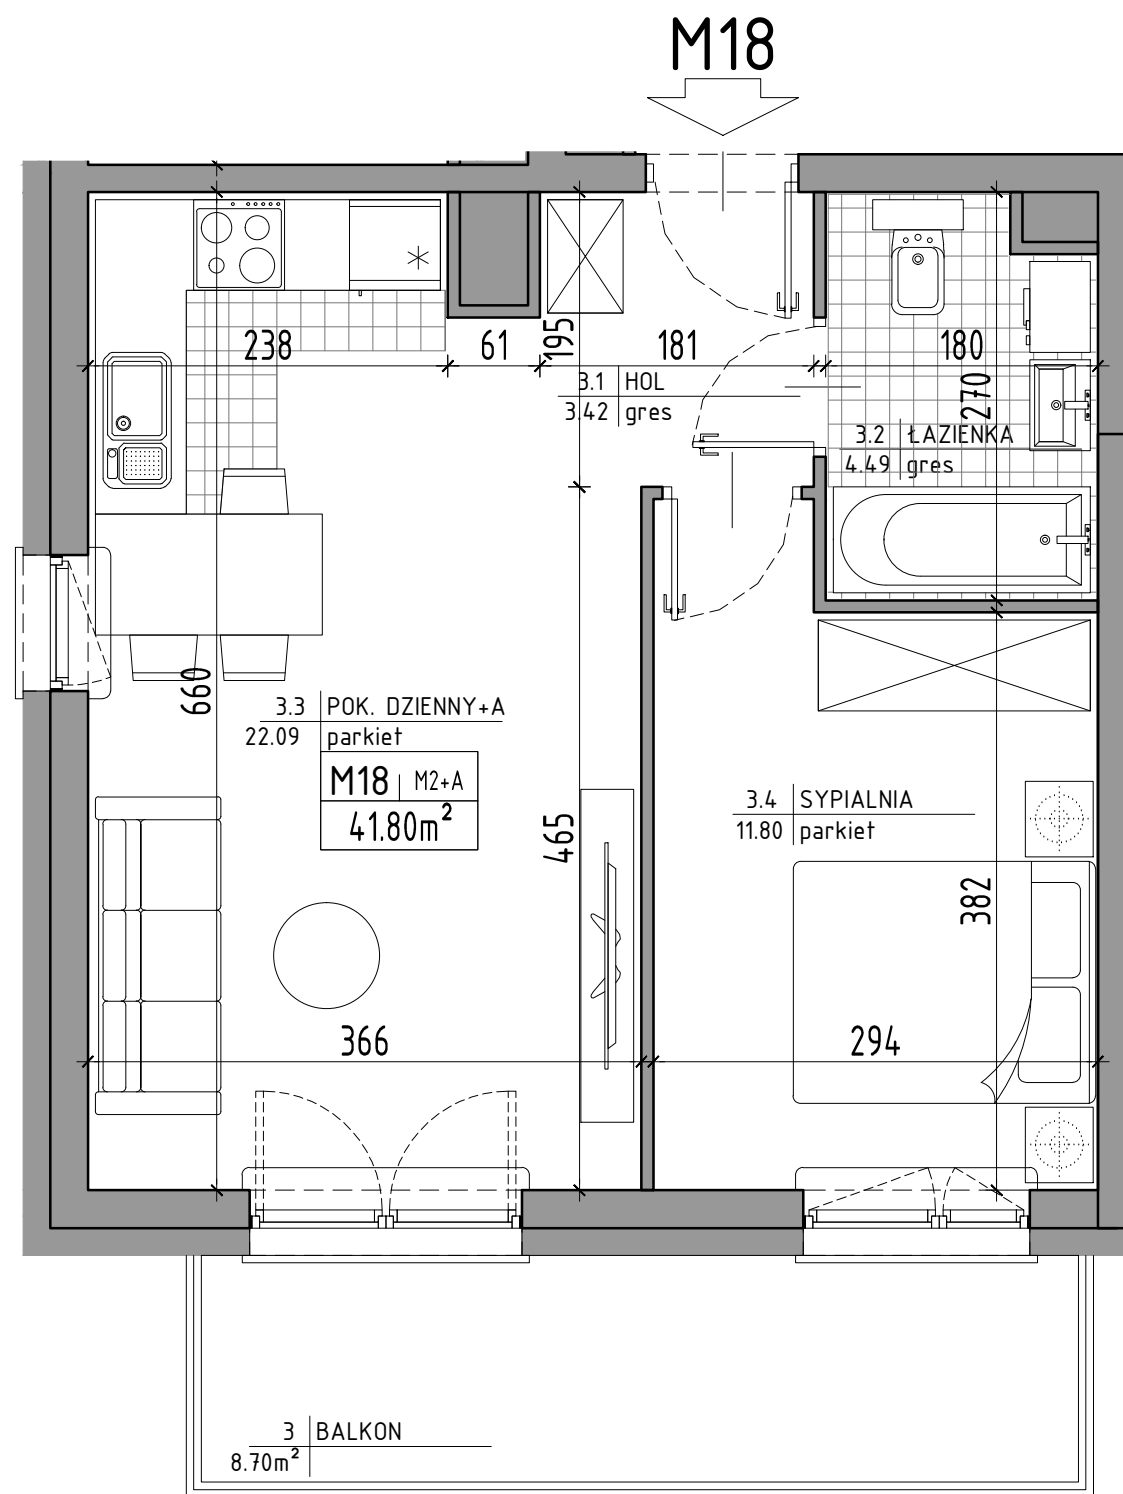 M18
238
61
195
181
180
270
3.1 HOL
3.42 gres
3.2 ŁAZIENKA
4.49 gres
660
3.3 POK. DZIENNY+A
22.09 parkiet
M18 M2+A
41.80m²
465
3.4 SYPIALNIA
11.80 parkiet
382
366
294
3 BALKON
8.70m²